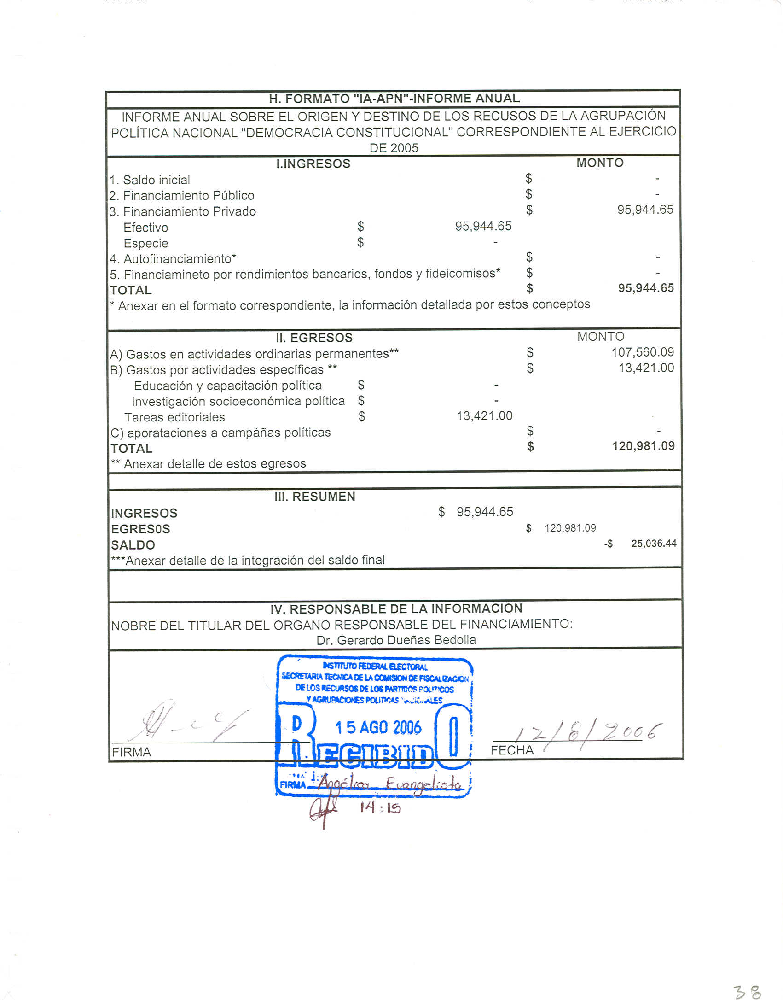 H. FORMATO "IA-APN"-INFORME ANUAL
INFORME ANUAL SOBRE EL ORIGEN Y DESTINO DE LOS RECUSOS DE LA AGRUPACIÓN
POLÍTICA NACIONAL "DEMOCRACIA CONSTITUCIONAL" CORRESPONDIENTE AL EJERCICIO
DE 2005
I.INGRESOS MONTO
1. Saldo inicial $ -
2. Financiamiento Público $ -
3. Financiamiento Privado $ 95,944.65
Efectivo $ 95,944.65
Especie $ -
4. Autofinanciamiento* $ -
5. Financiamineto por rendimientos bancarios, fondos y fideicomisos* $ -
TOTAL $ 95,944.65
* Anexar en el formato correspondiente, la información detallada por estos conceptos
II. EGRESOS MONTO
A) Gastos en actividades ordinarias permanentes** $ 107,560.09
B) Gastos por actividades específicas ** $ 13,421.00
Educación y capacitación política $ -
Investigación socioeconómica política $ -
Tareas editoriales $ 13,421.00
C) aporataciones a campáñas políticas $ -
TOTAL $ 120,981.09
** Anexar detalle de estos egresos
III. RESUMEN
INGRESOS $ 95,944.65
EGRES0S $ 120,981.09
SALDO -$ 25,036.44
***Anexar detalle de la integración del saldo final
IV. RESPONSABLE DE LA INFORMACIÓN
NOBRE DEL TITULAR DEL ORGANO RESPONSABLE DEL FINANCIAMIENTO:
Dr. Gerardo Dueñas Bedolla
INSTITUTO FEDERAL ELECTORAL
SECRETARIA TECNICA DE LA COMISION DE FISCALIZACION
DE LOS RECURSOS DE LOS PARTIDOS POLITICOS
Y AGRUPACIONES POLITICAS NACIONALES
15 AGO 2006
RECIBIDO
12/8/2006
FIRMA
FECHA
FIRMA Angélica Evangelista
14:19
38